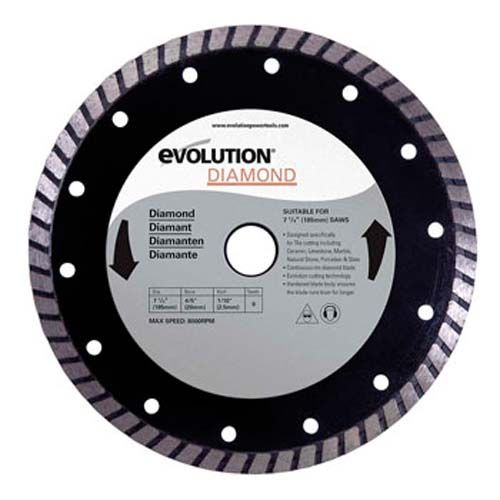 www.evolutionpowertools.com
evolution®
DIAMOND
Diamond
Diamant
Diamanten
Diamante
SUITABLE FOR
7 1/4" (185mm) SAWS
• Designed specifically
for Tile cutting including
Ceramic, Limestone, Marble,
Natural Stone, Porcelain & Slate
• Continuous rim diamond blade
• Evolution cutting technology
• Hardened blade body ensures
the blade runs truer for longer.
Dia. Bore Kerf Teeth
7 1/4" 4/5" 1/10" 0
(185mm) (20mm) (2.5mm)
MAX SPEED: 8000RPM